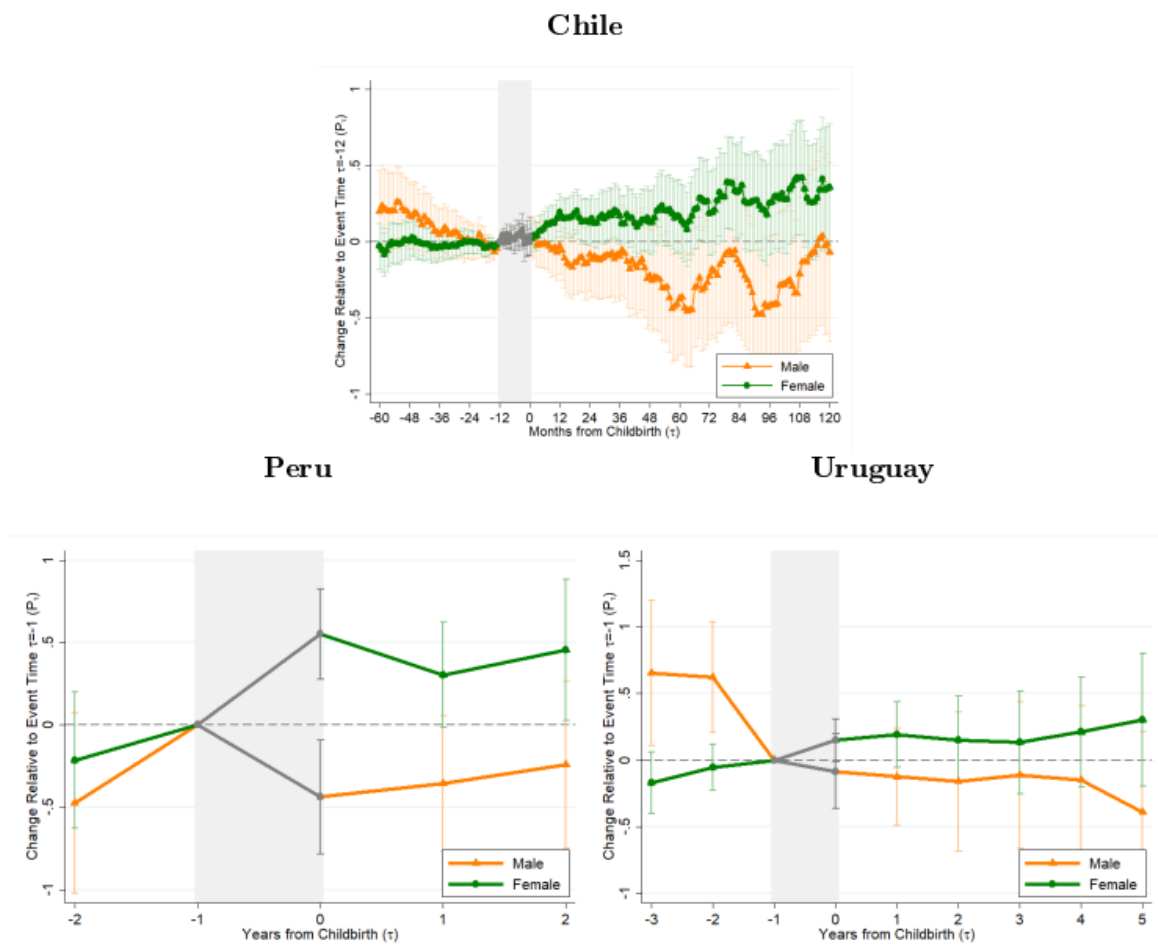 Chile
Change Relative to Event Time τ=-12 (Pτ)
1
.5
0
-.5
-1
-60 -48 -36 -24 -12 0 12 24 36 48 60 72 84 96 108 120
Months from Childbirth (τ)
Male
Female
Peru
Change Relative to Event Time τ=-1 (Pτ)
1
.5
0
-.5
-1
-2 -1 0 1 2
Years from Childbirth (τ)
Male
Female
Uruguay
Change Relative to Event Time τ=-1 (Pτ)
1.5
1
.5
0
-.5
-1
-3 -2 -1 0 1 2 3 4 5
Years from Childbirth (τ)
Male
Female